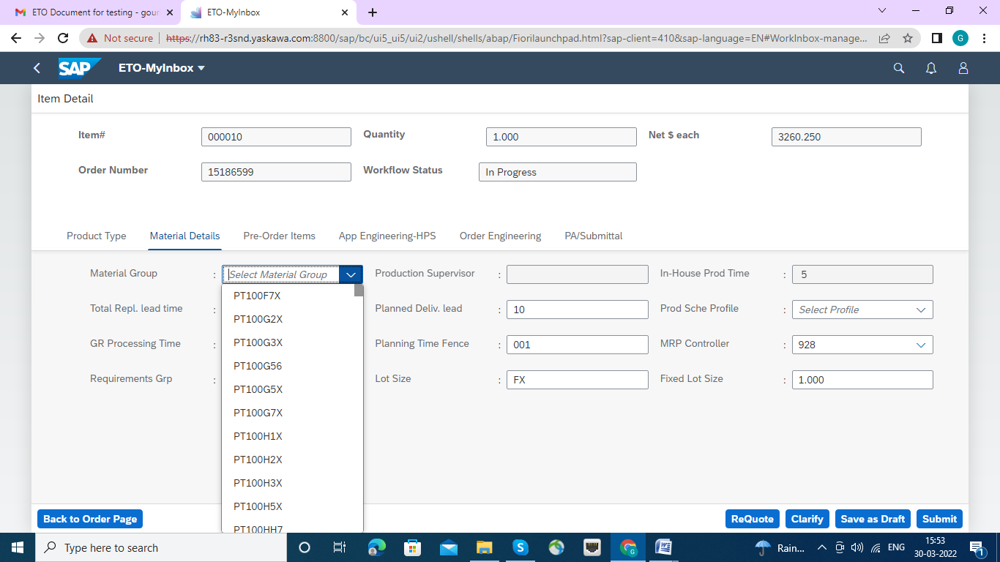 ETO Document for testing - gour
ETO-MyInbox
Not secure | https://rh83-r3snd.yaskawa.com:8800/sap/bc/ui5_ui5/ui2/ushell/shells/abap/Fiorilaunchpad.html?sap-client=410&sap-language=EN#WorkInbox-manage...
G
SAP ETO-MyInbox
Item Detail
Item# 000010 Quantity 1.000 Net $ each 3260.250
Order Number 15186599 Workflow Status In Progress
Product Type Material Details Pre-Order Items App Engineering-HPS Order Engineering PA/Submittal
Material Group : Select Material Group Production Supervisor : In-House Prod Time : 5
Total Repl. lead time : Planned Deliv. lead 10 Prod Sche Profile : Select Profile
GR Processing Time : Planning Time Fence : 001 MRP Controller : 928
Requirements Grp : Lot Size : FX Fixed Lot Size : 1.000
PT100F7X
PT100G2X
PT100G3X
PT100G56
PT100G5X
PT100G7X
PT100H1X
PT100H2X
PT100H3X
PT100H5X
PT100HH7
Back to Order Page ReQuote Clarify Save as Draft Submit
Type here to search
Rain... ENG 15:53
30-03-2022
1